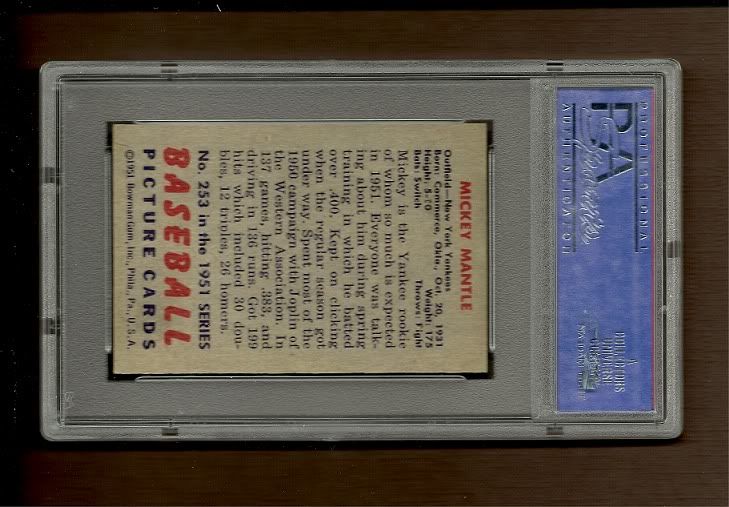 MICKEY MANTLE
Outfield—New York Yankees
Born: Commerce, Okla., Oct. 20, 1931
Height: 5-10 Weight: 175
Bats: Switch Throws: Right
Mickey is the Yankee rookie
of whom so much is expected
in 1951. Everyone was talk-
ing about him during spring
training in which he batted
over .400. Kept on clicking
when the regular season got
under way. Spent most of the
1950 campaign with Joplin of
the Western Association. In
137 games, hitting .383, and
driving in 136 runs. Got 199
hits which included 30 dou-
bles, 12 triples, 26 homers.
No. 253 in the 1951 SERIES
BASEBALL
PICTURE CARDS
©1951 Bowman Gum, Inc., Phila., Pa., U.S.A.
PROFESSIONAL
PSA
AUTHENTICATOR
COLLECTORS
UNIVERSE